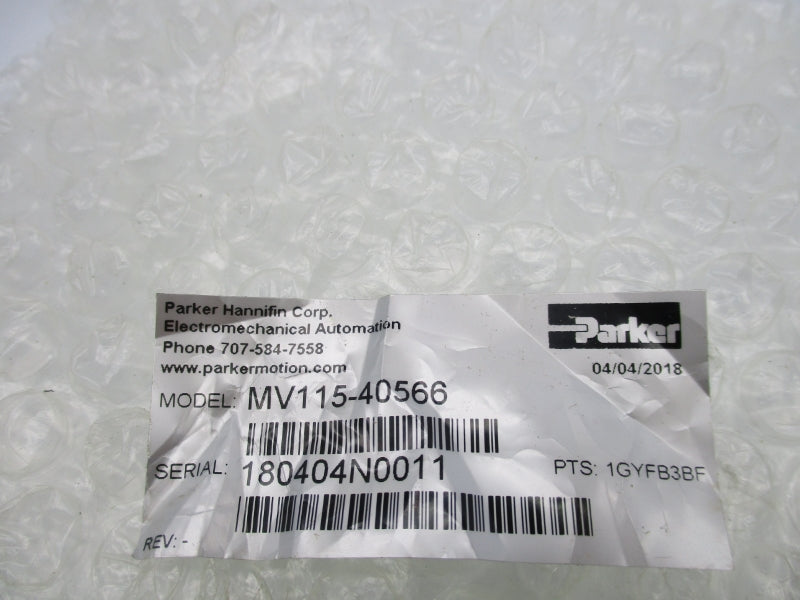 Parker Hannifin Corp.
Electromechanical Automation
Phone 707-584-7558
www.parkermotion.com
Parker
04/04/2018
MODEL: MV115-40566
SERIAL: 180404N0011
PTS: 1GYFB3BF
REV: -